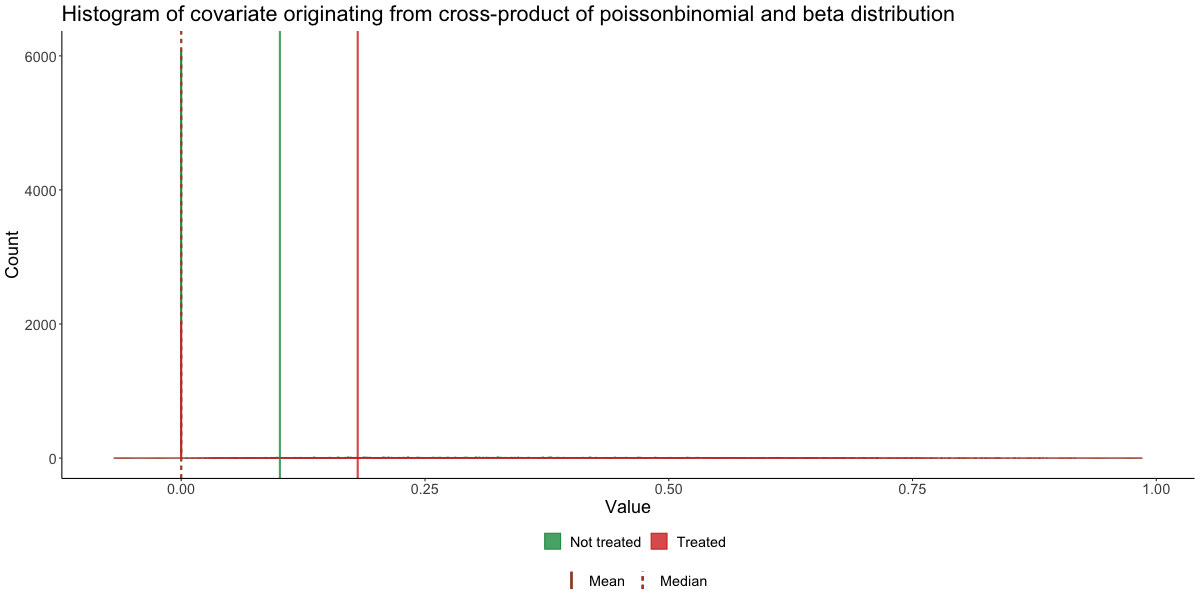 Histogram of covariate originating from cross-product of poissonbinomial and beta distribution
6000
4000
2000
0
Count
0.00 0.25 0.50 0.75 1.00
Value
Not treated Treated
Mean Median